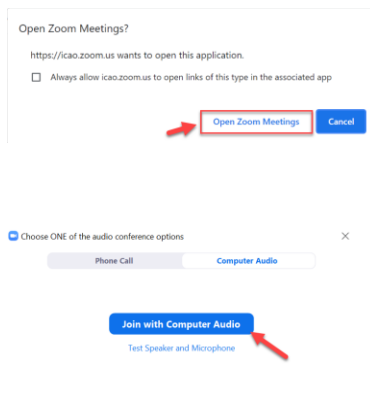 Open Zoom Meetings?
https://icao.zoom.us wants to open this application.
Always allow icao.zoom.us to open links of this type in the associated app
Open Zoom Meetings Cancel
Choose ONE of the audio conference options
Phone Call Computer Audio
Join with Computer Audio
Test Speaker and Microphone